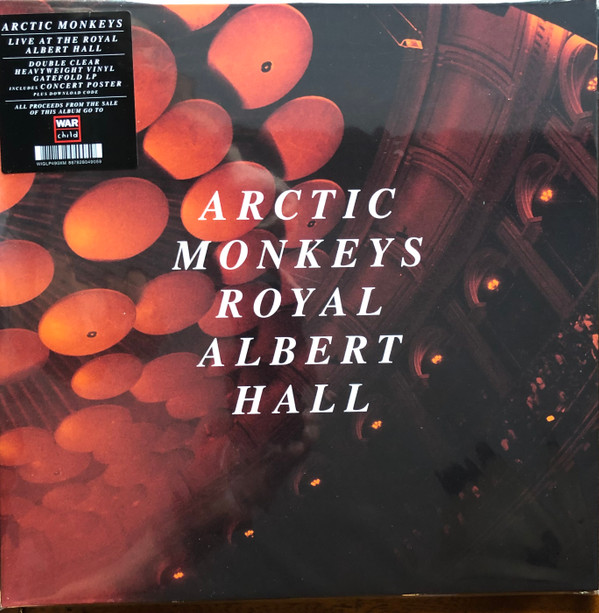 ARCTIC MONKEYS
LIVE AT THE ROYAL
ALBERT HALL
DOUBLE CLEAR
HEAVYWEIGHT VINYL
GATEFOLD LP
INCLUDES CONCERT POSTER
PLUS DOWNLOAD CODE
ALL PROCEEDS FROM THE SALE
OF THIS ALBUM GO TO
WAR
child
ARCTIC
MONKEYS
ROYAL
ALBERT
HALL